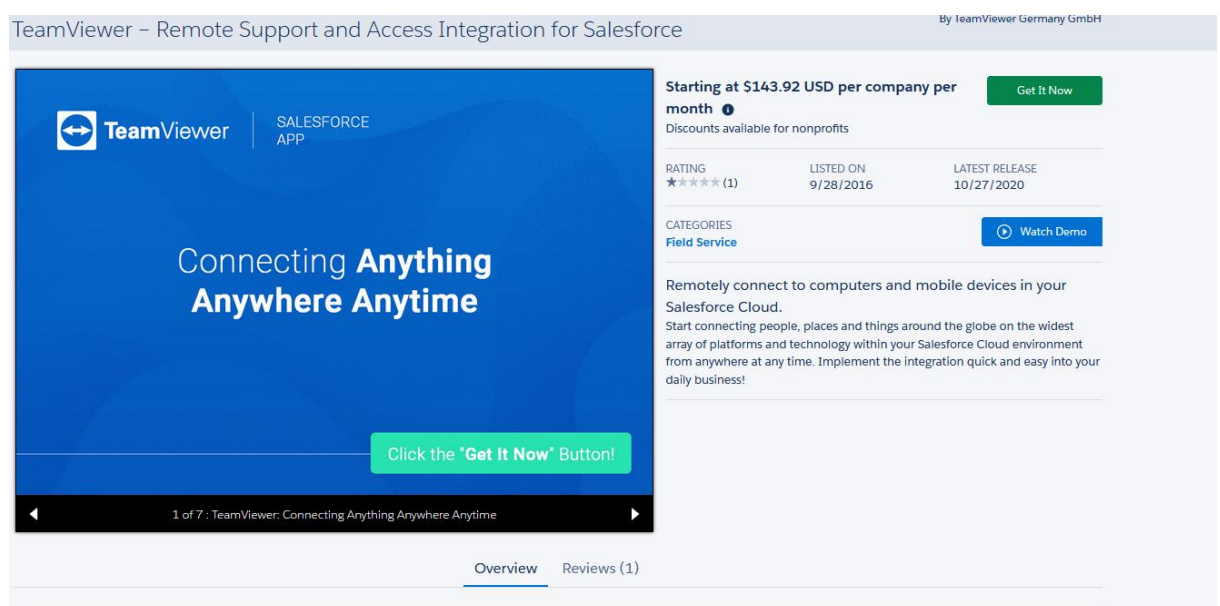 By TeamViewer Germany GmbH
TeamViewer – Remote Support and Access Integration for Salesforce
TeamViewer
SALESFORCE
APP
Connecting Anything
Anywhere Anytime
Click the "Get It Now" Button!
1 of 7 : TeamViewer: Connecting Anything Anywhere Anytime
Starting at $143.92 USD per company per
month
Get It Now
Discounts available for nonprofits
RATING
(1)
LISTED ON
9/28/2016
LATEST RELEASE
10/27/2020
CATEGORIES
Field Service
Watch Demo
Remotely connect to computers and mobile devices in your
Salesforce Cloud.
Start connecting people, places and things around the globe on the widest
array of platforms and technology within your Salesforce Cloud environment
from anywhere at any time. Implement the integration quick and easy into your
daily business!
Overview
Reviews (1)